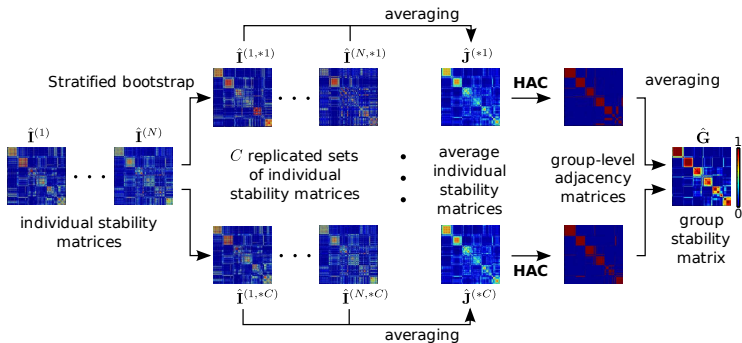 averaging
Î^(1,*1) Î^(N,*1) Ĵ^(*1)
Stratified bootstrap
HAC
averaging
Î^(1) Î^(N)
Ĝ
1
0
C replicated sets
of individual
stability matrices
average
individual
stability
matrices
group-level
adjacency
matrices
individual stability
matrices
group
stability
matrix
HAC
Î^(1,*C) Î^(N,*C) Ĵ^(*C)
averaging